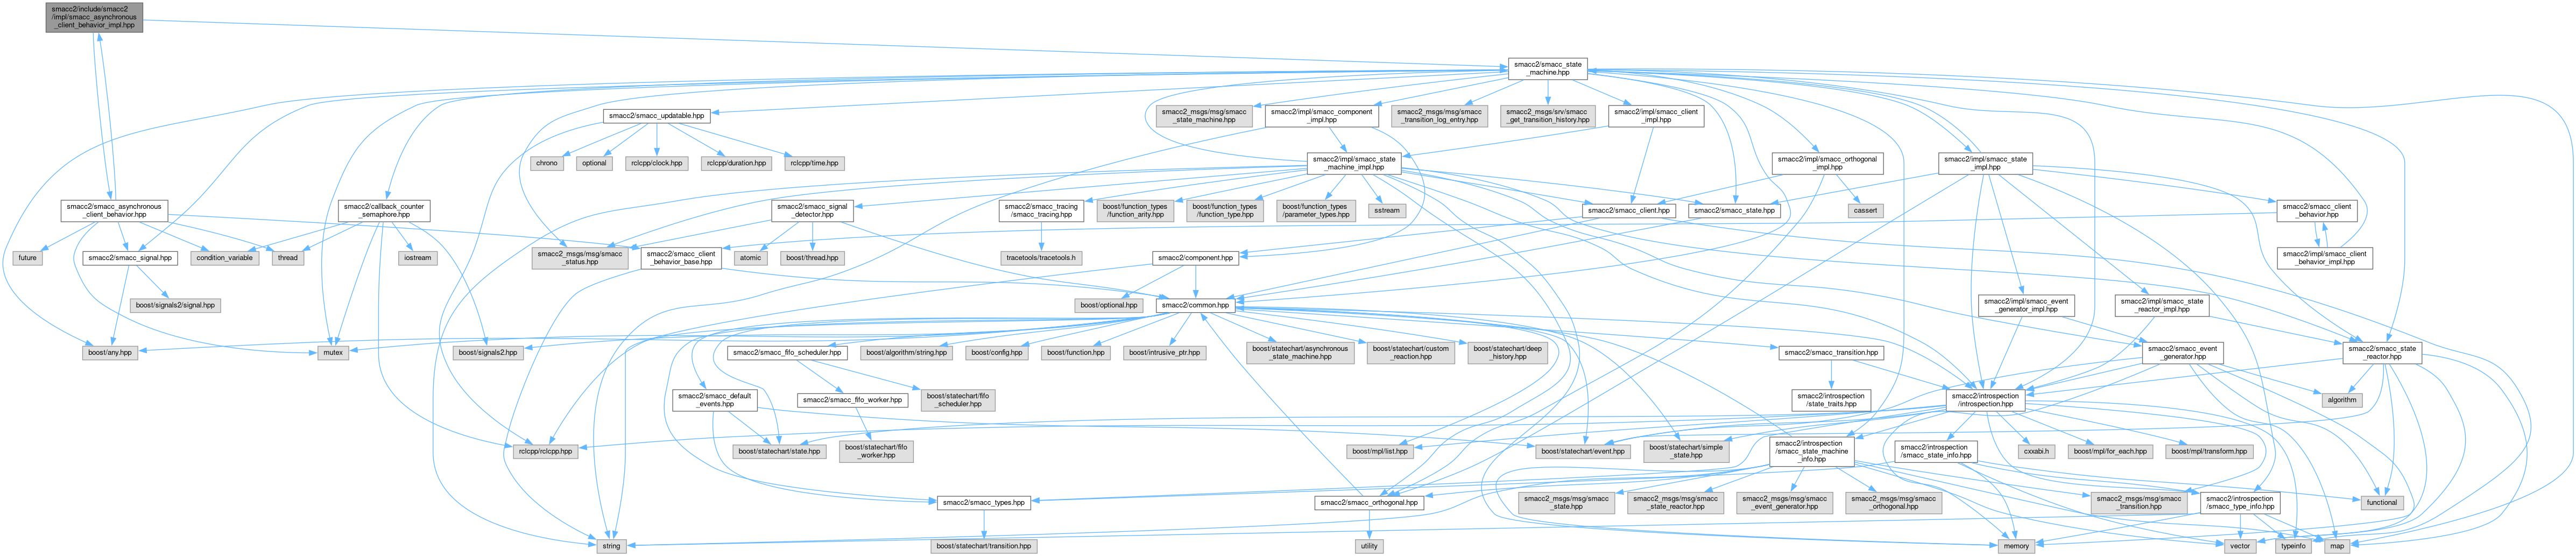 smacc2/include/smacc2
/impl/smacc_asynchronous
_client_behavior_impl.hpp
smacc2/smacc_state
_machine.hpp
smacc2/smacc_updatable.hpp
smacc2_msgs/msg/smacc
_state_machine.hpp
smacc2/impl/smacc_component
_impl.hpp
smacc2_msgs/msg/smacc
_transition_log_entry.hpp
smacc2_msgs/srv/smacc
_get_transition_history.hpp
smacc2/impl/smacc_client
_impl.hpp
chrono
optional
rclcpp/clock.hpp
rclcpp/duration.hpp
rclcpp/time.hpp
smacc2/impl/smacc_state
_machine_impl.hpp
smacc2/impl/smacc_orthogonal
_impl.hpp
smacc2/impl/smacc_state
_impl.hpp
smacc2/smacc_asynchronous
_client_behavior.hpp
smacc2/callback_counter
_semaphore.hpp
smacc2/smacc_signal
_detector.hpp
smacc2_tracing
/smacc_tracing.hpp
boost/function_types
/function_arity.hpp
boost/function_types
/function_type.hpp
boost/function_types
/parameter_types.hpp
sstream
smacc2/smacc_client.hpp
smacc2/smacc_state.hpp
cassert
smacc2/smacc_client
_behavior.hpp
future
smacc2/smacc_signal.hpp
condition_variable
thread
iostream
smacc2_msgs/msg/smacc
_status.hpp
smacc2/smacc_client
_behavior_base.hpp
atomic
boost/thread.hpp
tracetools/tracetools.h
smacc2/component.hpp
smacc2/impl/smacc_client
_behavior_impl.hpp
boost/signals2/signal.hpp
boost/optional.hpp
smacc2/common.hpp
smacc2/impl/smacc_event
_generator_impl.hpp
smacc2/impl/smacc_state
_reactor_impl.hpp
boost/any.hpp
mutex
boost/signals2.hpp
smacc2/smacc_fifo_scheduler.hpp
boost/algorithm/string.hpp
boost/config.hpp
boost/function.hpp
boost/intrusive_ptr.hpp
boost/statechart/asynchronous
_state_machine.hpp
boost/statechart/custom
_reaction.hpp
boost/statechart/deep
_history.hpp
smacc2/smacc_transition.hpp
smacc2/smacc_event
_generator.hpp
smacc2/smacc_state
_reactor.hpp
smacc2/smacc_default
_events.hpp
smacc2/smacc_fifo_worker.hpp
boost/statechart/fifo
_scheduler.hpp
smacc2/introspection
/state_traits.hpp
smacc2/introspection
/introspection.hpp
algorithm
rclcpp/rclcpp.hpp
boost/statechart/state.hpp
boost/statechart/fifo
_worker.hpp
boost/mpl/list.hpp
boost/statechart/event.hpp
boost/statechart/simple
_state.hpp
smacc2/introspection
/smacc_state_machine
_info.hpp
smacc2/introspection
/smacc_state_info.hpp
cxxabi.h
boost/mpl/for_each.hpp
boost/mpl/transform.hpp
smacc2/smacc_types.hpp
smacc2/smacc_orthogonal.hpp
smacc2_msgs/msg/smacc
_state.hpp
smacc2_msgs/msg/smacc
_state_reactor.hpp
smacc2_msgs/msg/smacc
_event_generator.hpp
smacc2_msgs/msg/smacc
_orthogonal.hpp
smacc2_msgs/msg/smacc
_transition.hpp
smacc2/introspection
/smacc_type_info.hpp
functional
string
boost/statechart/transition.hpp
utility
memory
vector
typeinfo
map